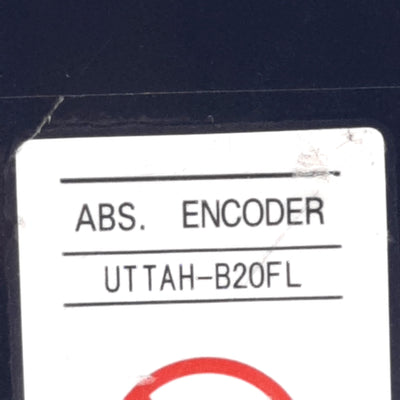 ABS. ENCODER
UTTAH-B20FL